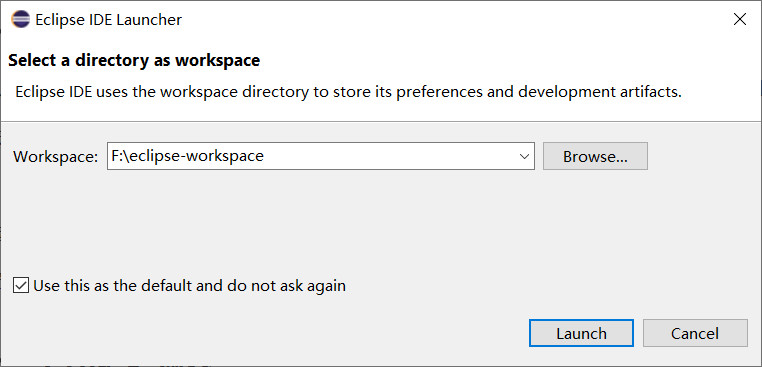 Eclipse IDE Launcher
Select a directory as workspace
Eclipse IDE uses the workspace directory to store its preferences and development artifacts.
Workspace: F:\eclipse-workspace Browse...
Use this as the default and do not ask again
Launch Cancel